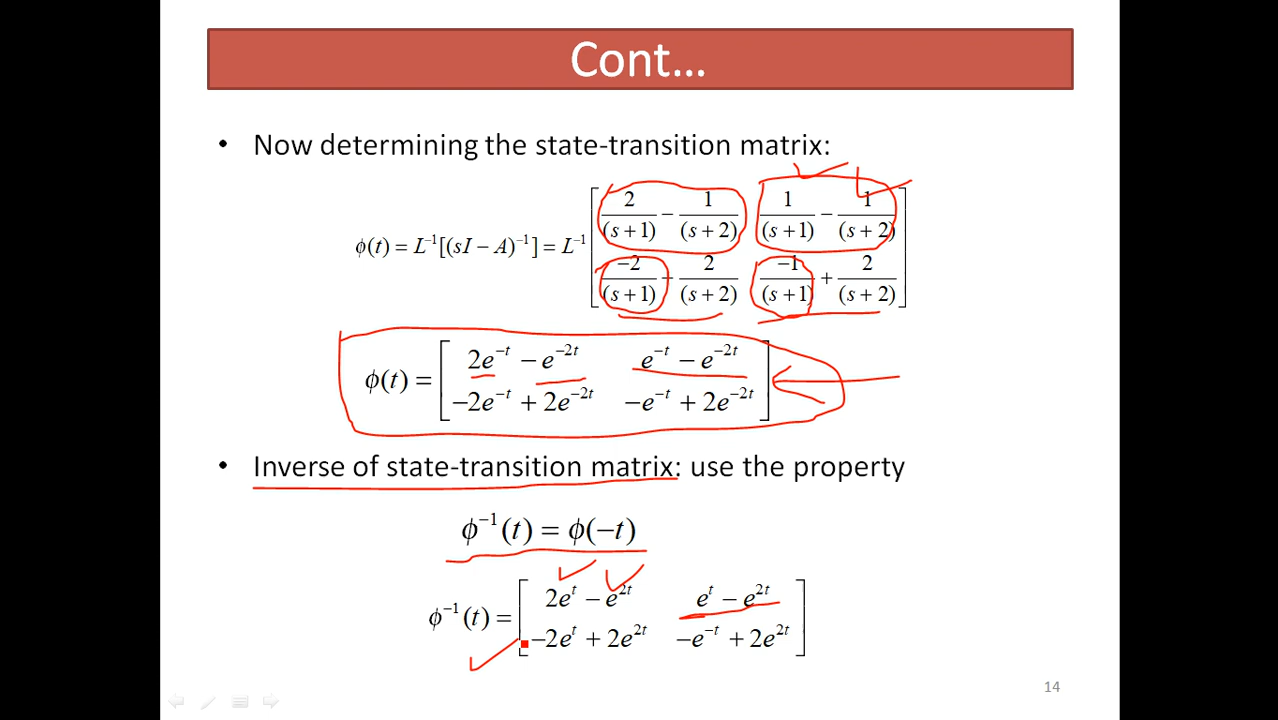 Cont…
• Now determining the state-transition matrix:
ϕ(t) = L⁻¹[(sI − A)⁻¹] = L⁻¹ [ 2/(s+1) − 1/(s+2)   1/(s+1) − 1/(s+2)
−2/(s+1) + 2/(s+2)   −1/(s+1) + 2/(s+2) ]
ϕ(t) = [ 2e⁻ᵗ − e⁻²ᵗ   e⁻ᵗ − e⁻²ᵗ
−2e⁻ᵗ + 2e⁻²ᵗ   −e⁻ᵗ + 2e⁻²ᵗ ]
• Inverse of state-transition matrix: use the property
ϕ⁻¹(t) = ϕ(−t)
ϕ⁻¹(t) = [ 2eᵗ − e²ᵗ   eᵗ − e²ᵗ
−2eᵗ + 2e²ᵗ   −e⁻ᵗ + 2e²ᵗ ]
14